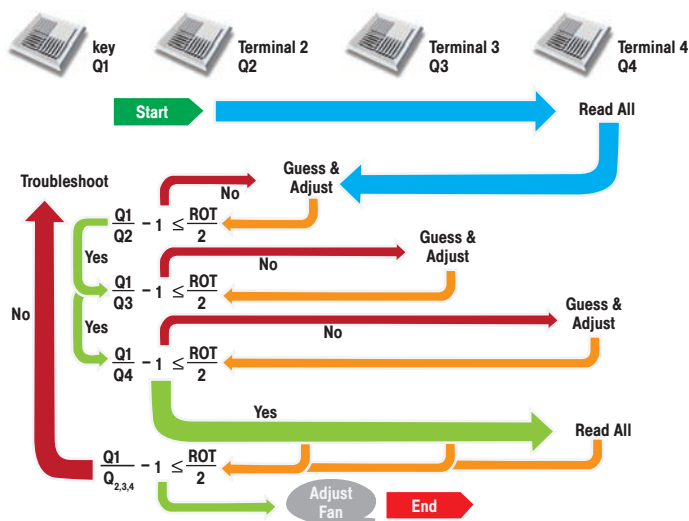 key
Q1
Terminal 2
Q2
Terminal 3
Q3
Terminal 4
Q4
Start
Read All
Troubleshoot
Guess &
Adjust
No
Q1/Q2 – 1 ≤ ROT/2
Yes
Guess &
Adjust
No
Q1/Q3 – 1 ≤ ROT/2
No
Yes
Guess &
Adjust
No
Q1/Q4 – 1 ≤ ROT/2
Yes
Read All
Q1/Q2,3,4 – 1 ≤ ROT/2
Adjust
Fan
End